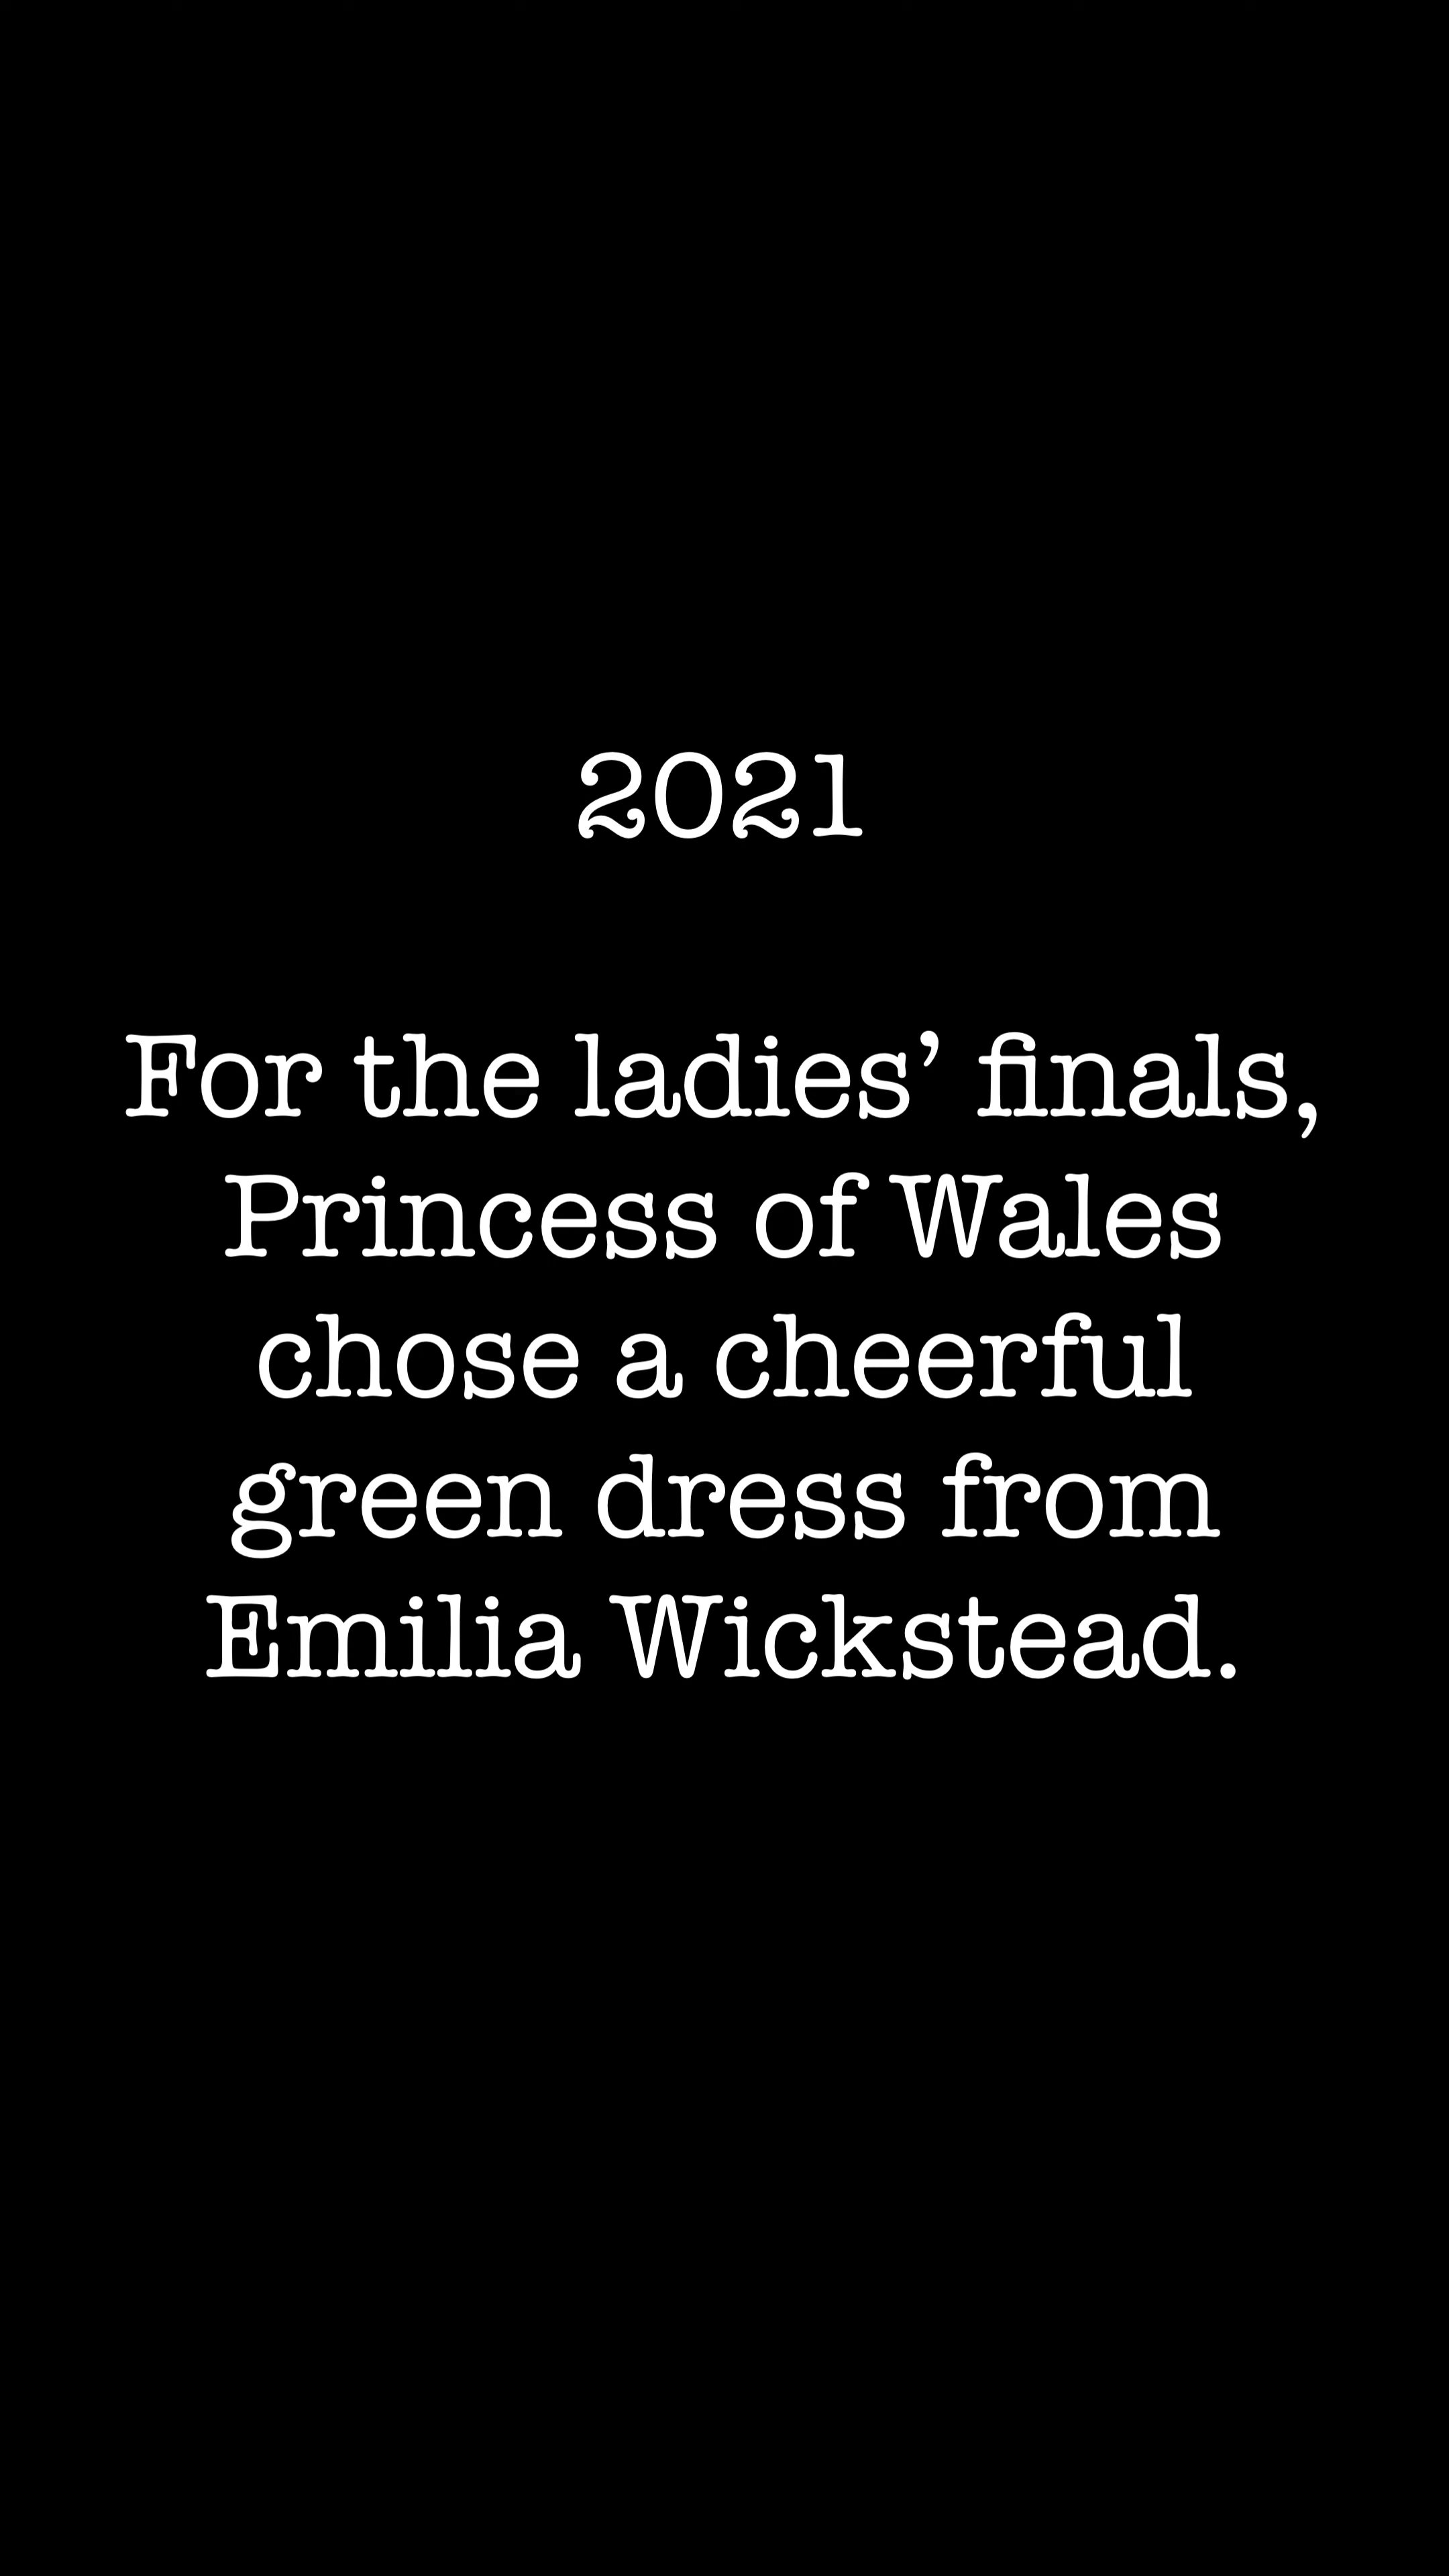 2021
For the ladies’ finals,
Princess of Wales
chose a cheerful
green dress from
Emilia Wickstead.